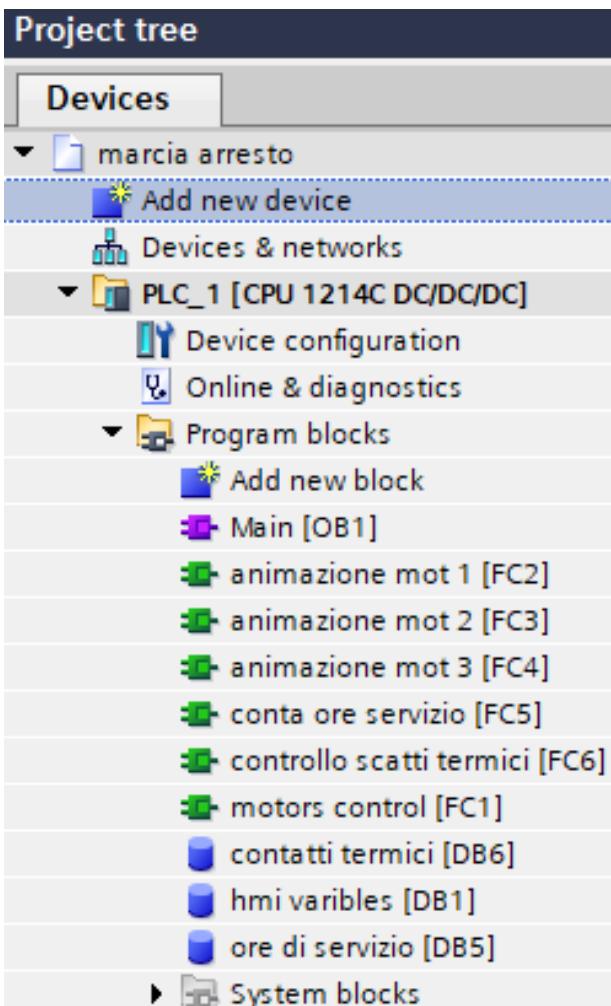 Project tree
Devices
marcia arresto
Add new device
Devices & networks
PLC_1 [CPU 1214C DC/DC/DC]
Device configuration
Online & diagnostics
Program blocks
Add new block
Main [OB1]
animazione mot 1 [FC2]
animazione mot 2 [FC3]
animazione mot 3 [FC4]
conta ore servizio [FC5]
controllo scatti termici [FC6]
motors control [FC1]
contatti termici [DB6]
hmi varibles [DB1]
ore di servizio [DB5]
System blocks